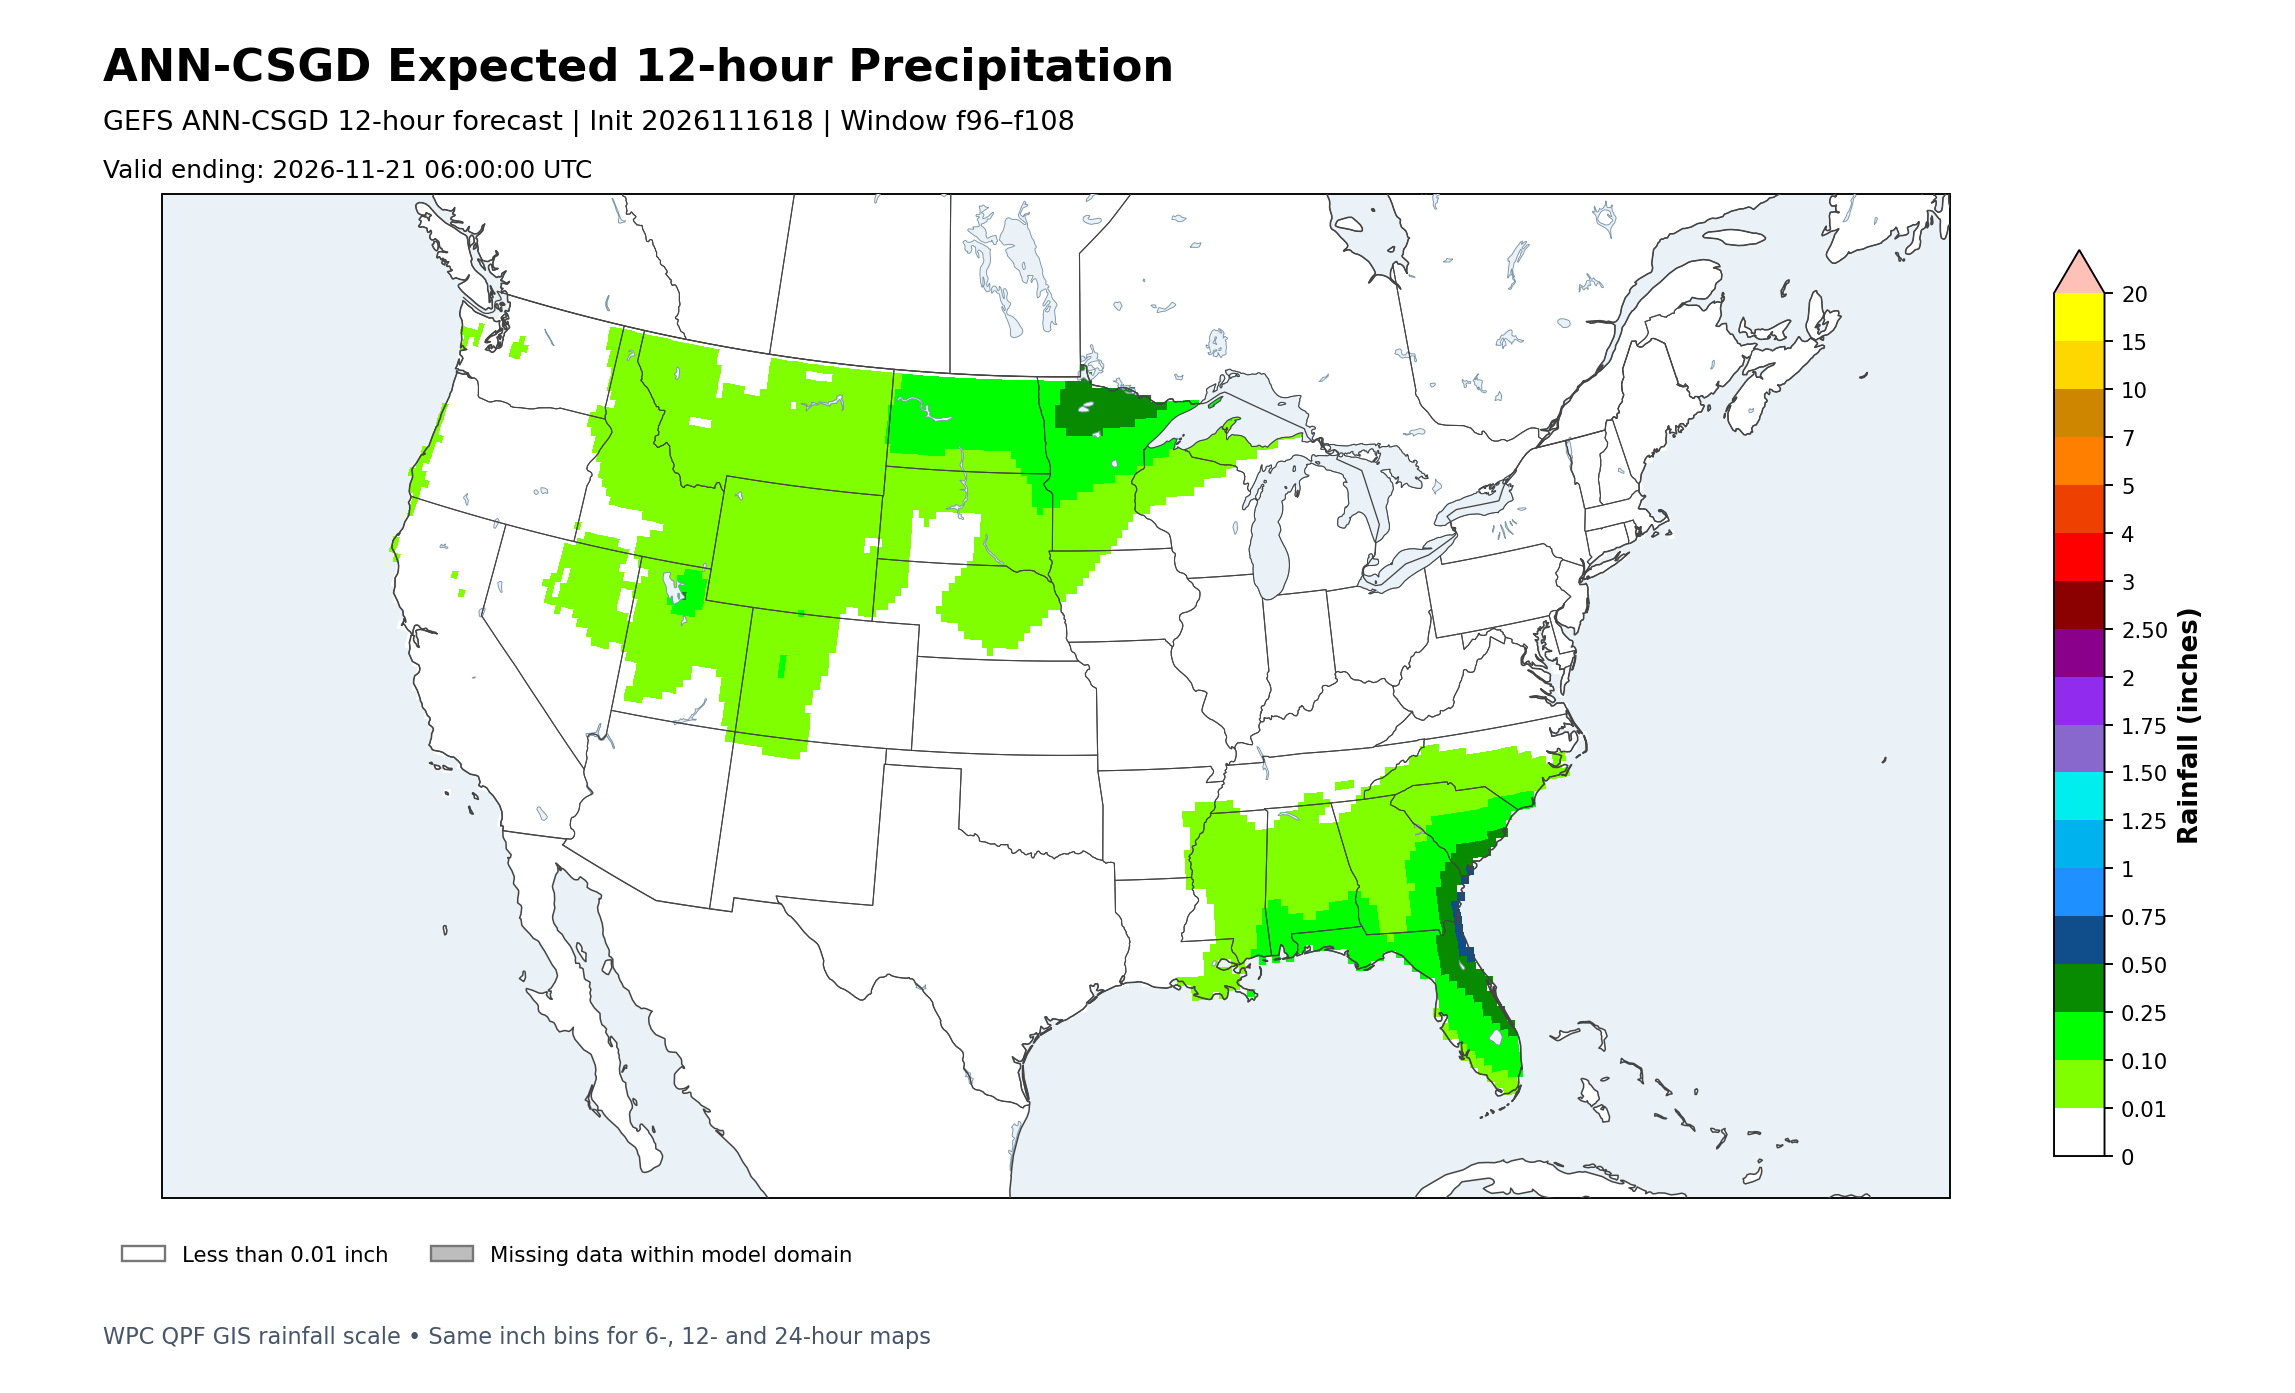 ANN-CSGD Expected 12-hour Precipitation
GEFS ANN-CSGD 12-hour forecast | Init 2026111618 | Window f96–f108
Valid ending: 2026-11-21 06:00:00 UTC
20
15
10
7
5
4
3
2.50
2
1.75
1.50
1.25
1
0.75
0.50
0.25
0.10
0.01
0
Rainfall (inches)
Less than 0.01 inch
Missing data within model domain
WPC QPF GIS rainfall scale • Same inch bins for 6-, 12- and 24-hour maps